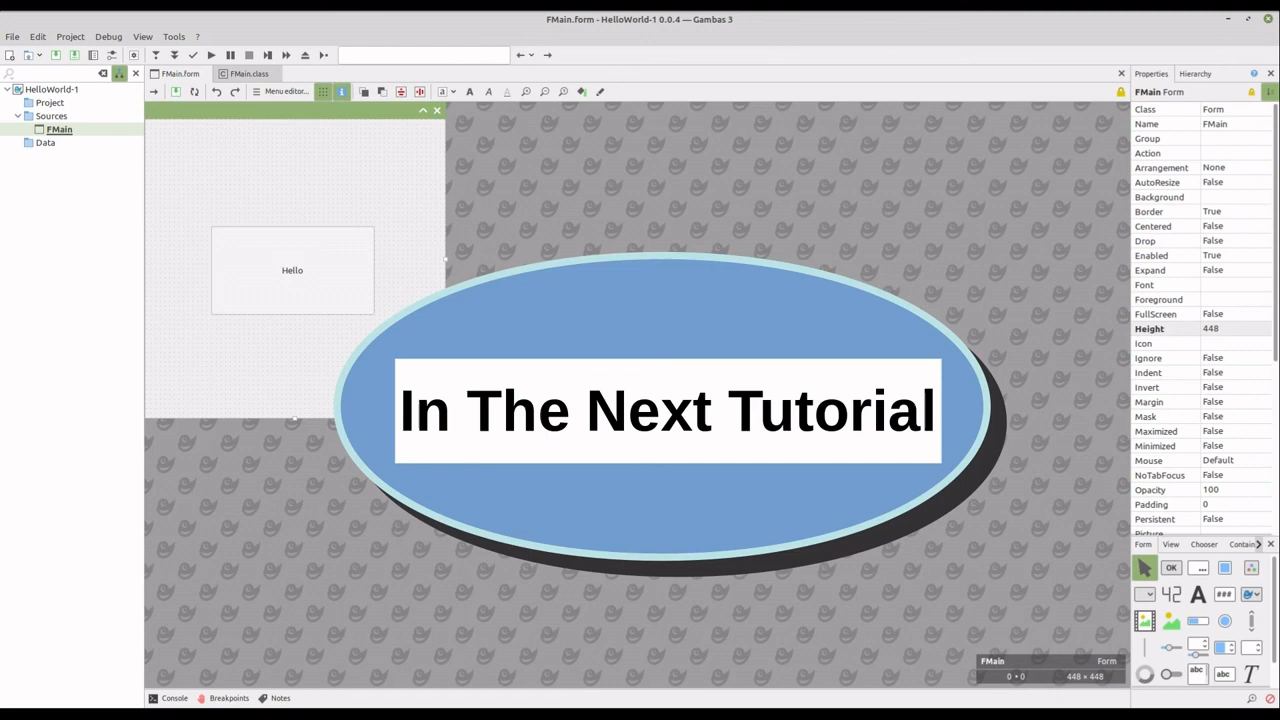 FMain.form - HelloWorld-1 0.0.4 — Gambas 3
File Edit Project Debug View Tools ?
HelloWorld-1
Project
Sources
FMain
Data
FMain.form
FMain.class
Menu editor...
Hello
In The Next Tutorial
FMain Form
0 • 0 448 × 448
Console Breakpoints Notes
Properties Hierarchy
FMain Form
Class Form
Name FMain
Group
Action
Arrangement None
AutoResize False
Background
Border True
Centered False
Drop False
Enabled True
Expand False
Font
Foreground
FullScreen False
Height 448
Icon
Ignore False
Indent False
Invert False
Margin False
Mask False
Maximized False
Minimized False
Mouse Default
NoTabFocus False
Opacity 100
Padding 0
Persistent False
Picture
Form View Chooser Contain
OK ...
42 A ###
abc abc T